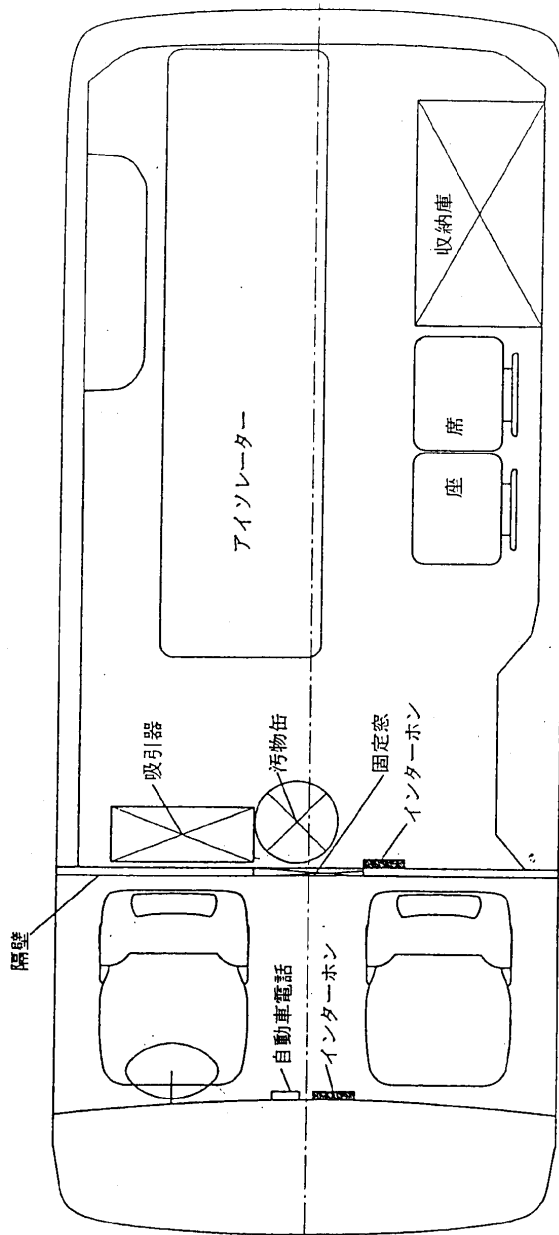 隔壁
吸引器
汚物缶
固定窓
インターホン
アイソレーター
収納庫
座席
自動車電話
インターホン